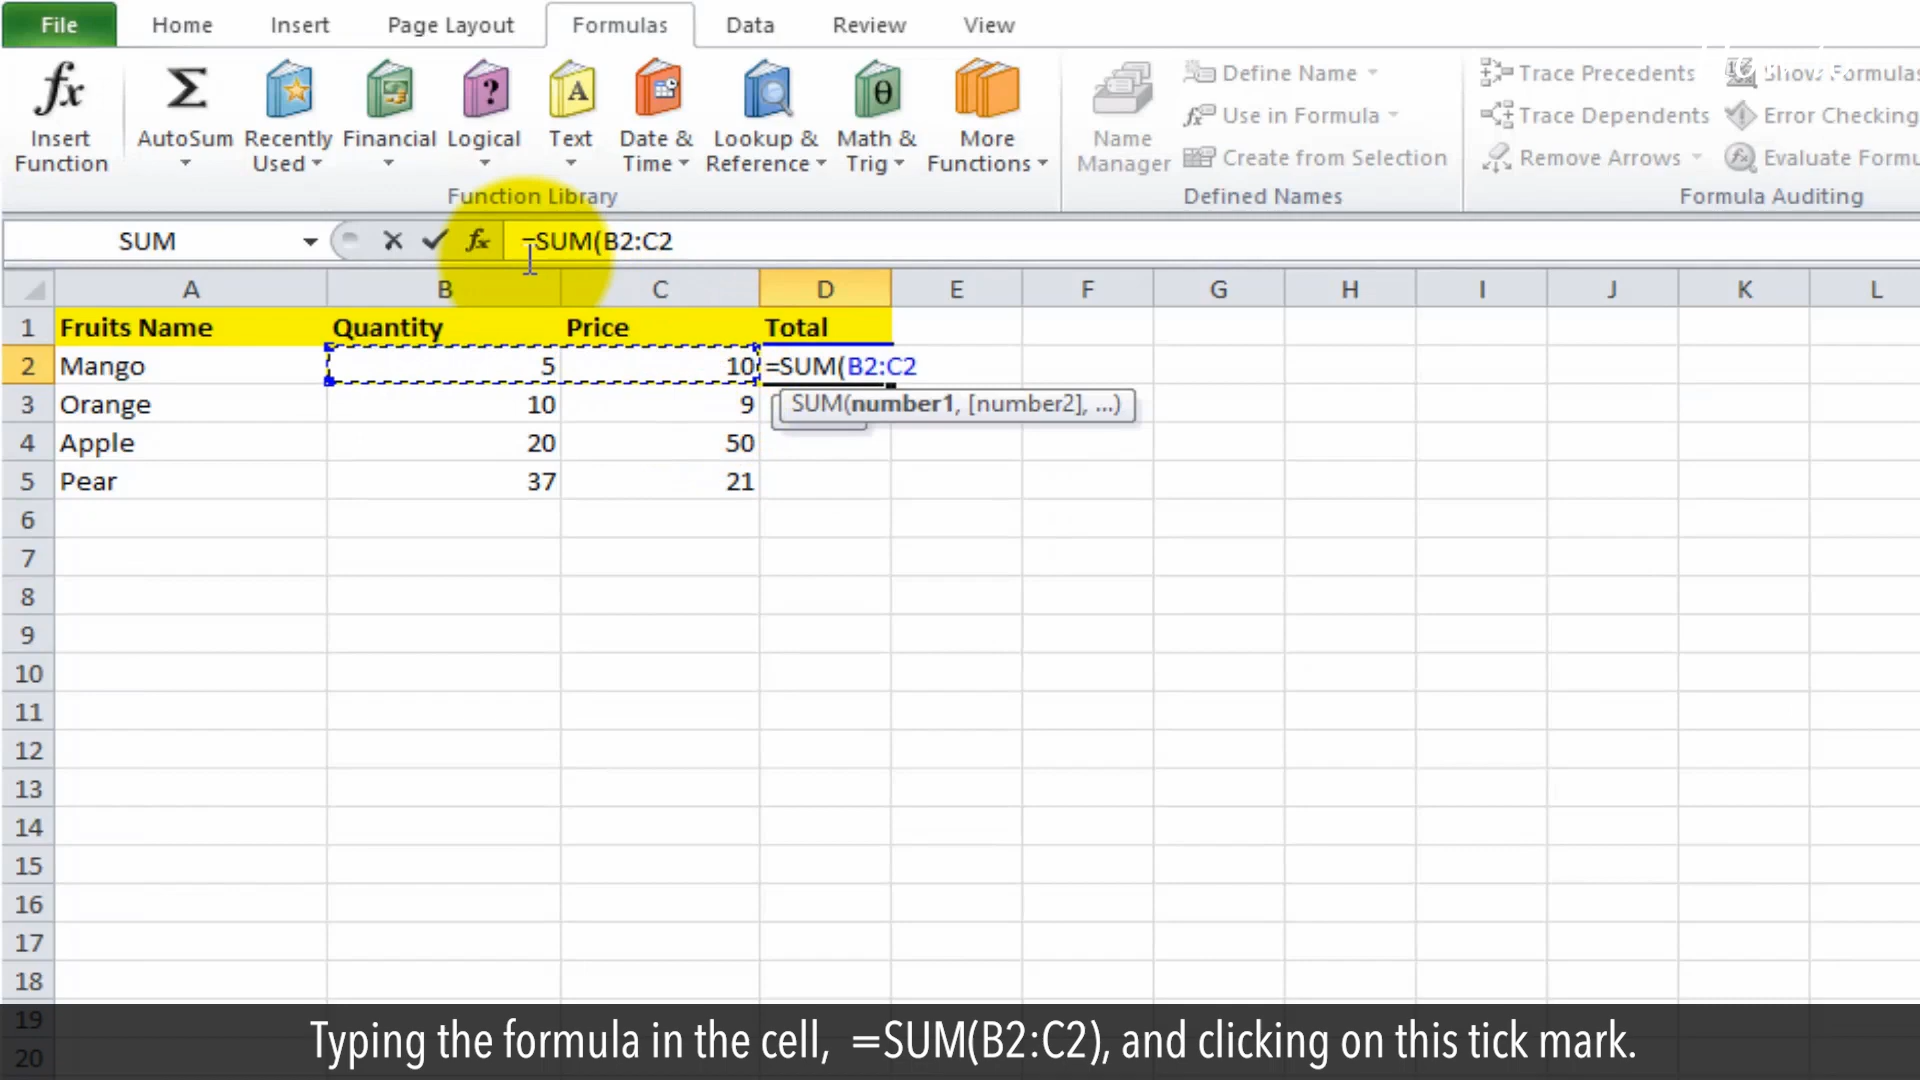 File Home Insert Page Layout Formulas Data Review View
Insert Function AutoSum Recently Used Financial Logical Text Date & Time Lookup & Reference Math & Trig More Functions
Function Library
Name Manager
Define Name
Use in Formula
Create from Selection
Defined Names
Trace Precedents Show Formulas
Trace Dependents Error Checking
Remove Arrows Evaluate Formu
Formula Auditing
SUM fx =SUM(B2:C2
A B C D E F G H I J K L
1 Fruits Name Quantity Price Total
2 Mango 5 10 =SUM(B2:C2
3 Orange 10 9 SUM(number1, [number2], ...)
4 Apple 20 50
5 Pear 37 21
6
7
8
9
10
11
12
13
14
15
16
17
18
19
20
Typing the formula in the cell, =SUM(B2:C2), and clicking on this tick mark.